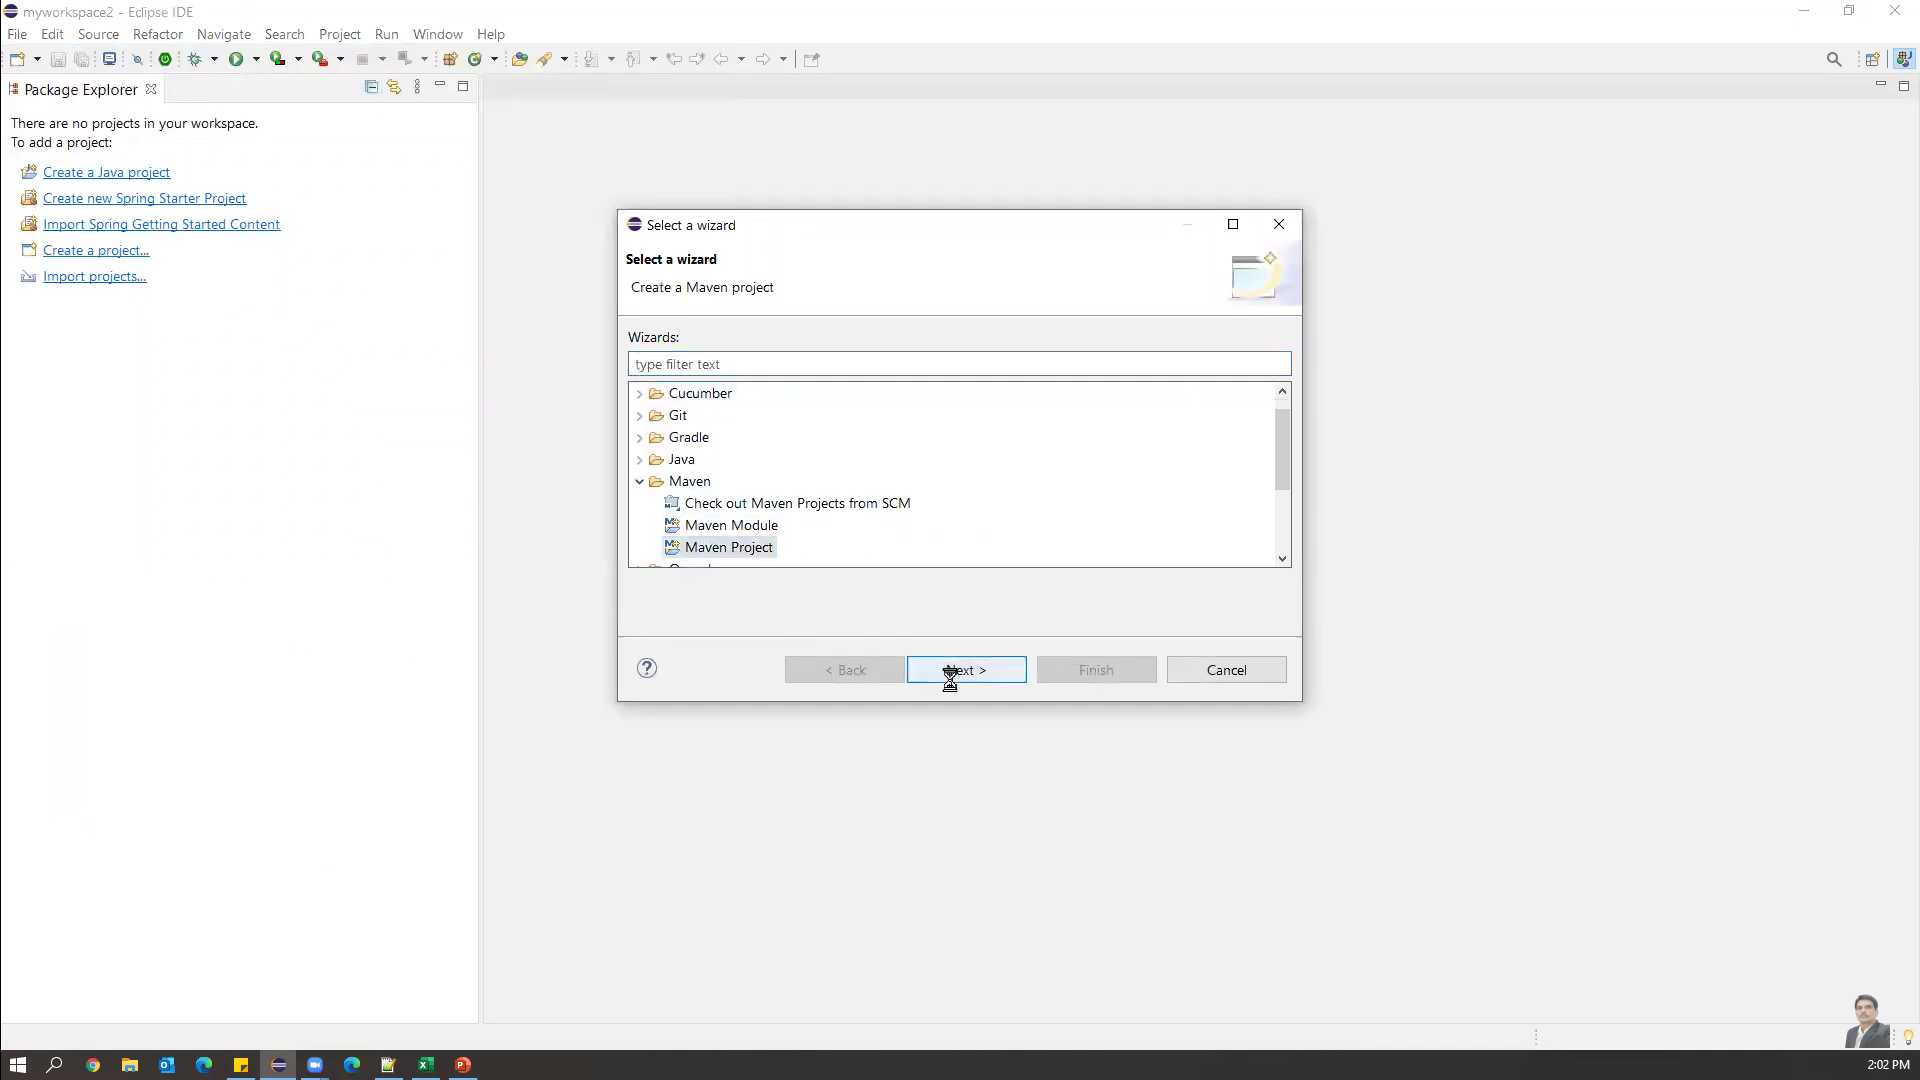 myworkspace2 - Eclipse IDE
File Edit Source Refactor Navigate Search Project Run Window Help
Package Explorer
There are no projects in your workspace.
To add a project:
Create a Java project
Create new Spring Starter Project
Import Spring Getting Started Content
Create a project...
Import projects...
Select a wizard
Select a wizard
Create a Maven project
Wizards:
type filter text
Cucumber
Git
Gradle
Java
Maven
Check out Maven Projects from SCM
Maven Module
Maven Project
< Back Next > Finish Cancel
2:02 PM